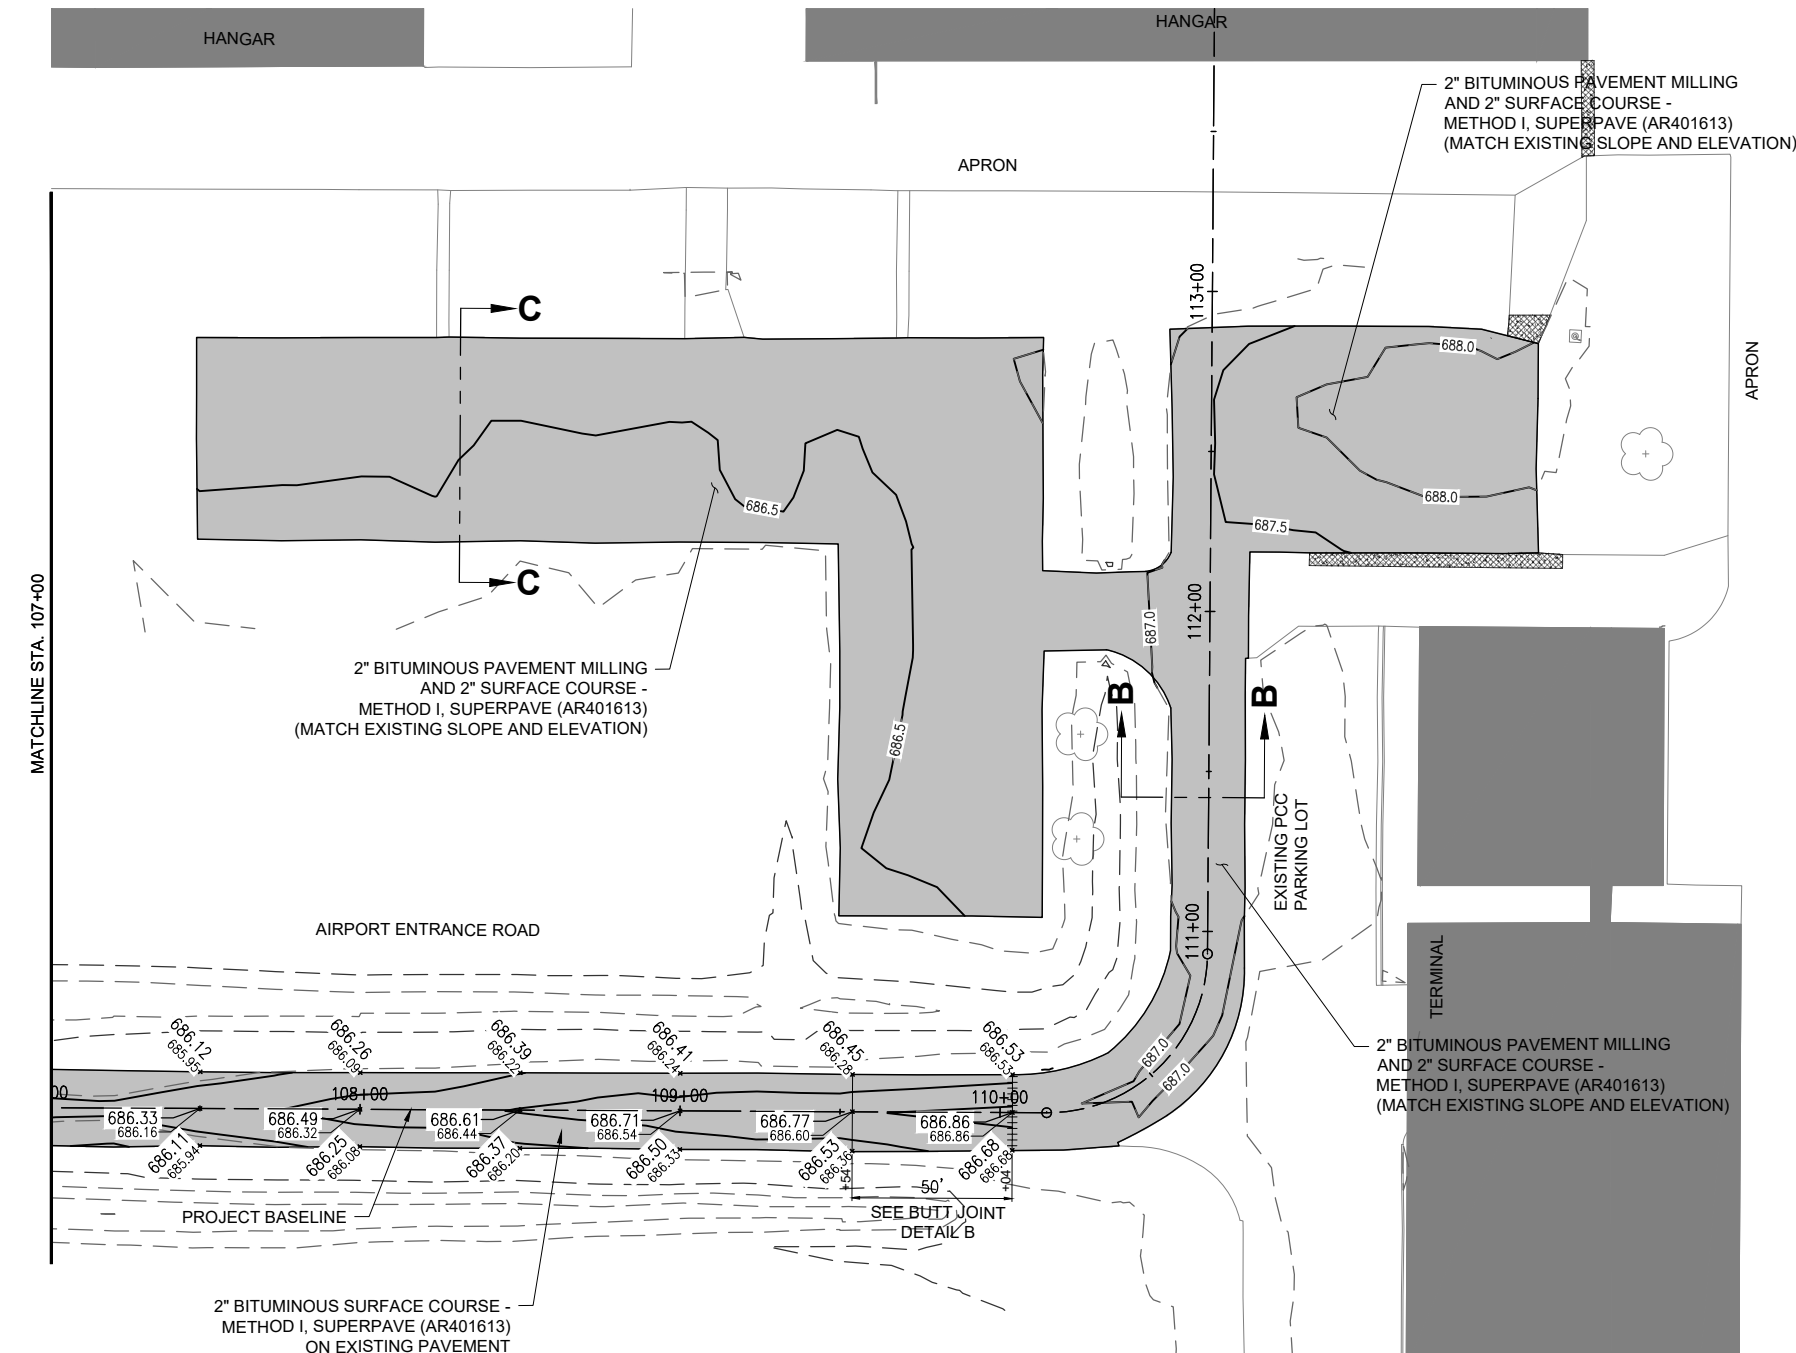 HANGAR
HANGAR
2" BITUMINOUS PAVEMENT MILLING
AND 2" SURFACE COURSE -
METHOD I, SUPERPAVE (AR401613)
(MATCH EXISTING SLOPE AND ELEVATION)
APRON
113+00
C
688.0
APRON
688.0
686.5
687.5
C
MATCHLINE STA. 107+00
112+00
687.0
2" BITUMINOUS PAVEMENT MILLING
AND 2" SURFACE COURSE -
METHOD I, SUPERPAVE (AR401613)
(MATCH EXISTING SLOPE AND ELEVATION)
B
B
686.5
EXISTING PCC
PARKING LOT
111+00
AIRPORT ENTRANCE ROAD
TERMINAL
686.12
685.95
686.26
686.09
686.39
686.22
686.41
686.24
686.45
686.28
686.53
686.53
687.0
687.0
2" BITUMINOUS PAVEMENT MILLING
AND 2" SURFACE COURSE -
METHOD I, SUPERPAVE (AR401613)
(MATCH EXISTING SLOPE AND ELEVATION)
00
108+00
109+00
110+00
686.33
686.16
686.49
686.32
686.61
686.44
686.71
686.54
686.77
686.60
686.86
686.86
686.11
685.94
686.25
686.08
686.37
686.20
686.50
686.33
686.53
686.36
686.68
686.68
+54
+04
50'
PROJECT BASELINE
SEE BUTT JOINT
DETAIL B
2" BITUMINOUS SURFACE COURSE -
METHOD I, SUPERPAVE (AR401613)
ON EXISTING PAVEMENT